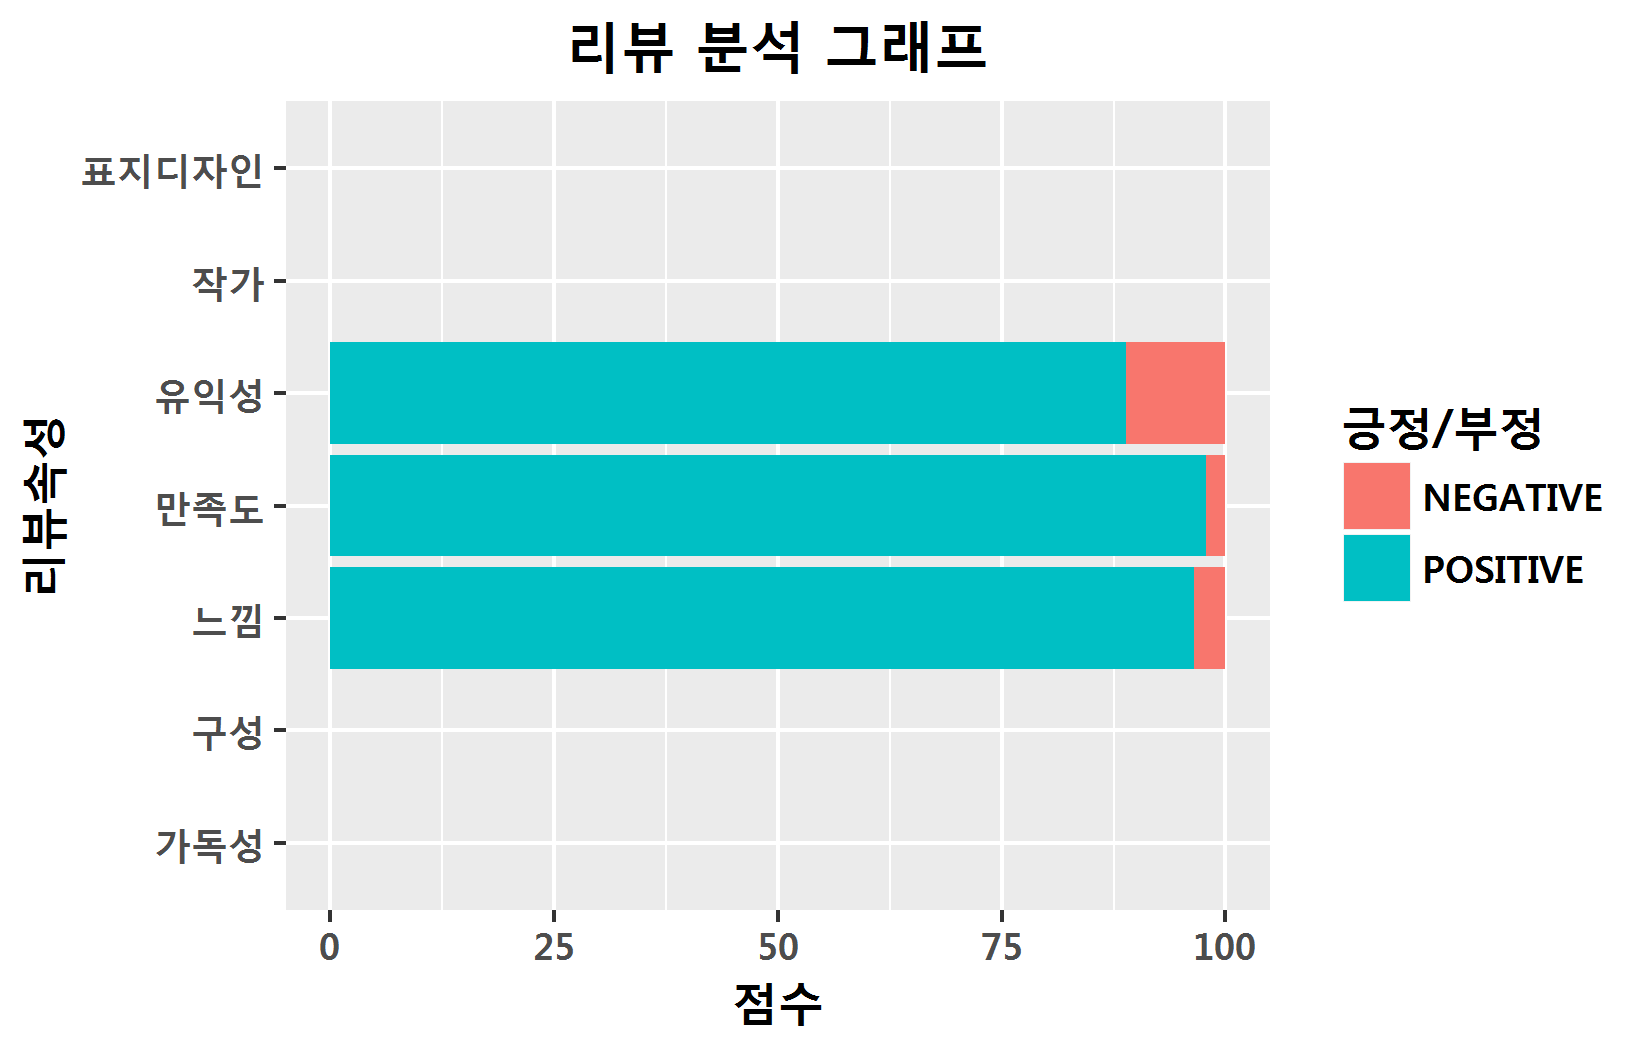 리뷰 분석 그래프
표지디자인
작가
유익성
만족도
느낌
구성
가독성
리뷰속성
0 25 50 75 100
점수
긍정/부정
NEGATIVE
POSITIVE